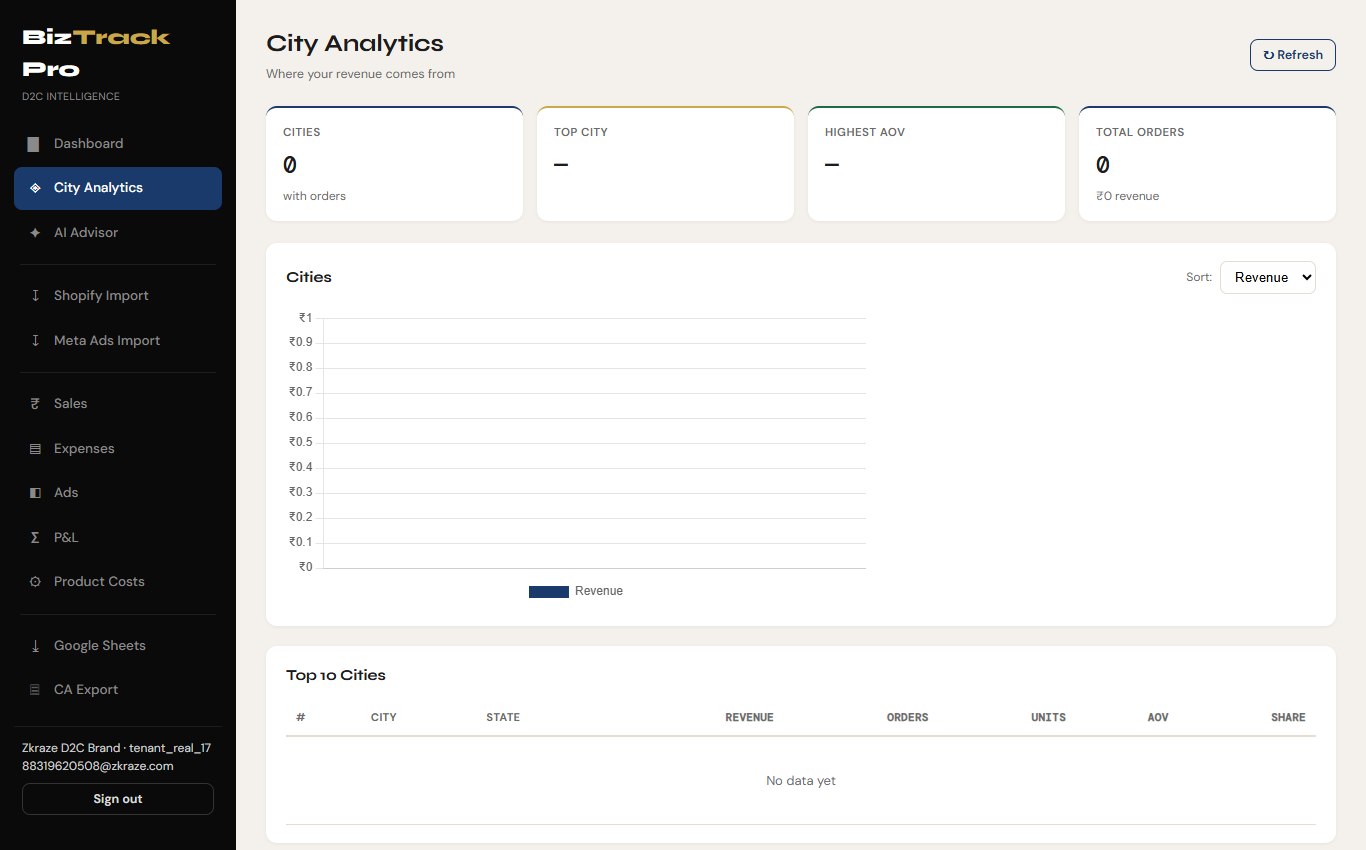 BizTrack
Pro
D2C INTELLIGENCE
Dashboard
City Analytics
AI Advisor
Shopify Import
Meta Ads Import
Sales
Expenses
Ads
Σ P&L
Product Costs
Google Sheets
CA Export
Zkraze D2C Brand · tenant_real_17
88319620508@zkraze.com
Sign out
City Analytics
Where your revenue comes from
↻ Refresh
CITIES
0
with orders
TOP CITY
—
HIGHEST AOV
—
TOTAL ORDERS
0
₹0 revenue
Cities
Sort: Revenue
₹1
₹0.9
₹0.8
₹0.7
₹0.6
₹0.5
₹0.4
₹0.3
₹0.2
₹0.1
₹0
Revenue
Top 10 Cities
# CITY STATE REVENUE ORDERS UNITS AOV SHARE
No data yet